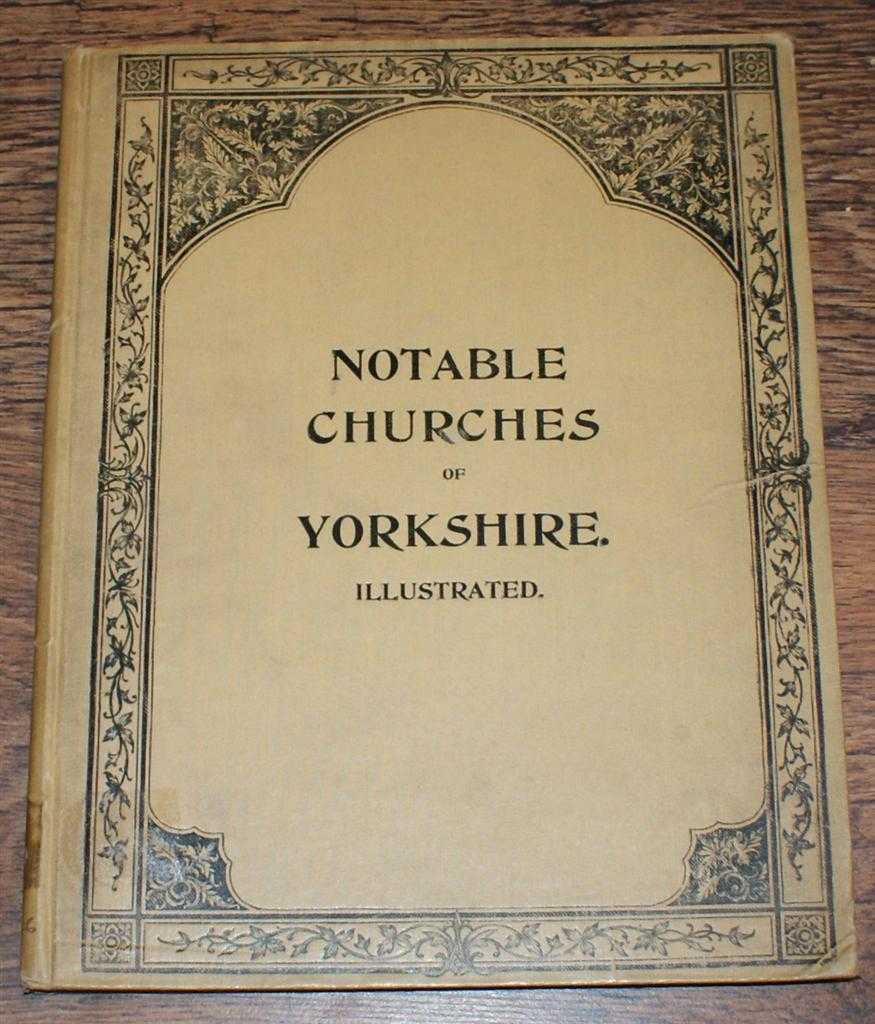 NOTABLE
CHURCHES
OF
YORKSHIRE.
ILLUSTRATED.